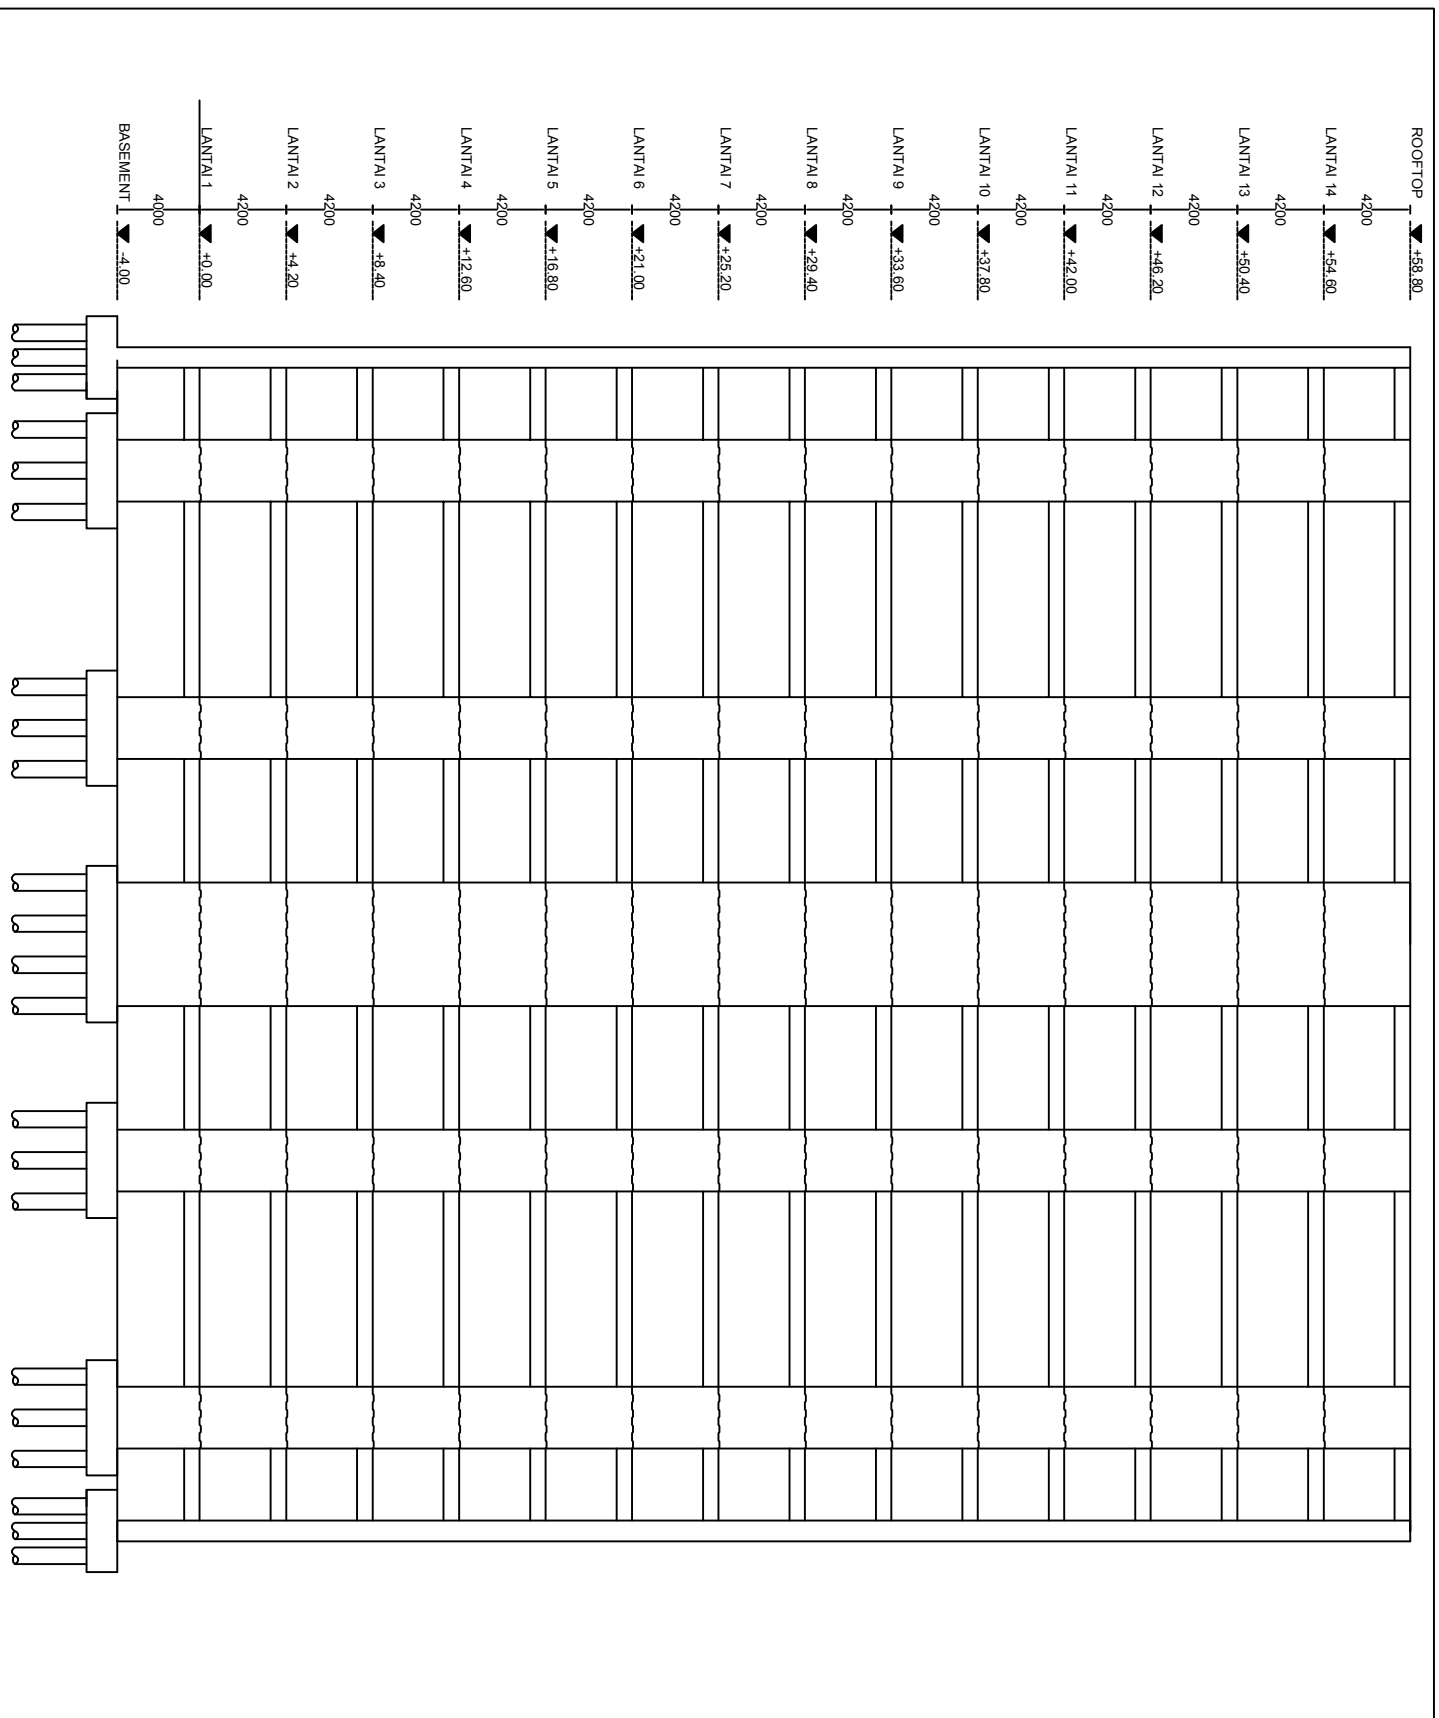 ROOFTOP +58.80
4200
LANTAI 14 +54.60
4200
LANTAI 13 +50.40
4200
LANTAI 12 +46.20
4200
LANTAI 11 +42.00
4200
LANTAI 10 +37.80
4200
LANTAI 9 +33.60
4200
LANTAI 8 +29.40
4200
LANTAI 7 +25.20
4200
LANTAI 6 +21.00
4200
LANTAI 5 +16.80
4200
LANTAI 4 +12.60
4200
LANTAI 3 +8.40
4200
LANTAI 2 +4.20
4200
LANTAI 1 +0.00
4000
BASEMENT -4.00